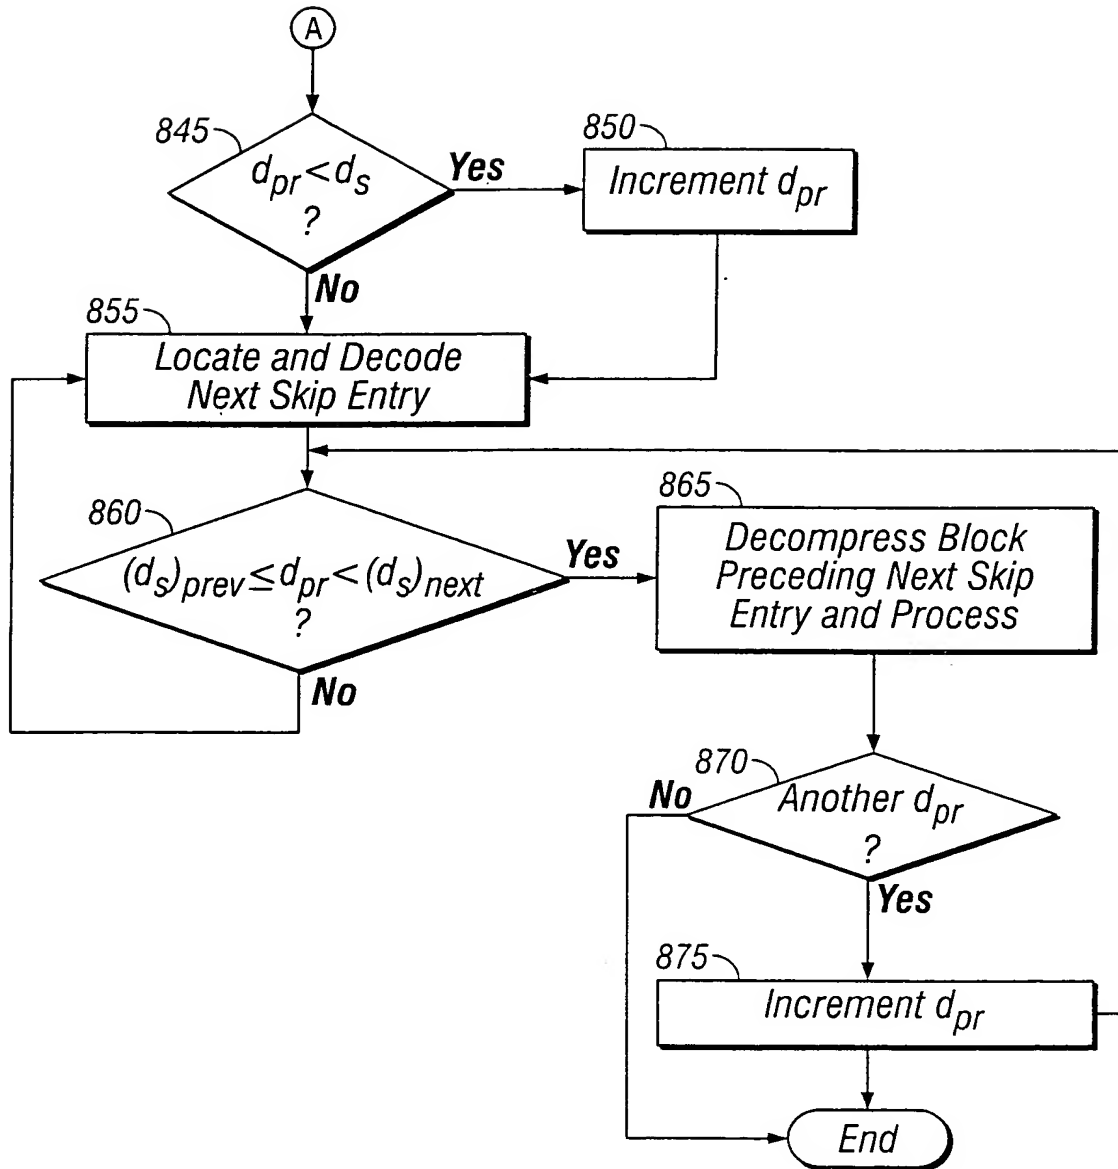 A
845
d_pr < d_s
?
Yes
850
Increment d_pr
No
855
Locate and Decode
Next Skip Entry
860
(d_s)_prev ≤ d_pr < (d_s)_next
?
Yes
865
Decompress Block
Preceding Next Skip
Entry and Process
No
870
No
Another d_pr
?
Yes
875
Increment d_pr
End